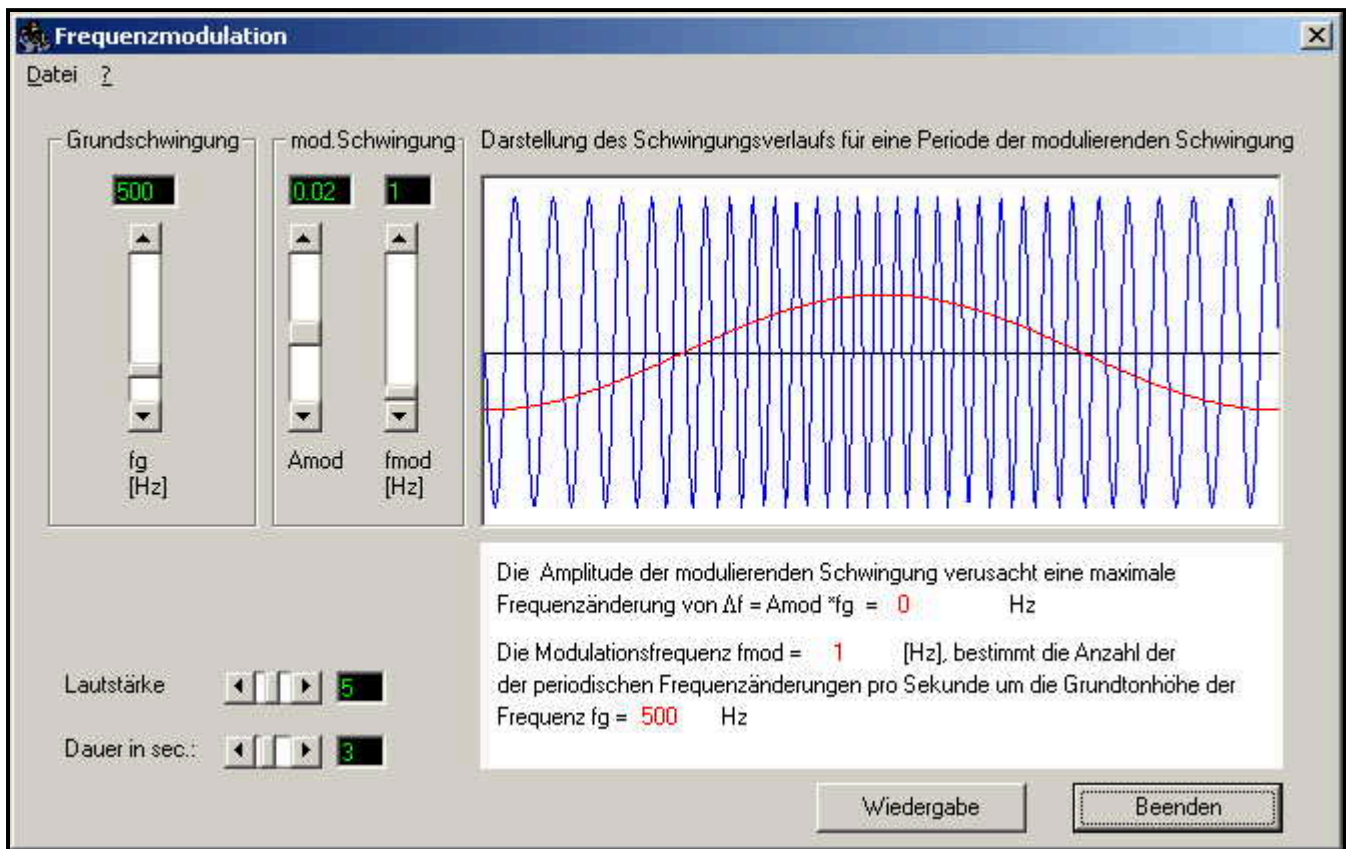 Frequenzmodulation
Datei ?
Grundschwingung
mod.Schwingung
Darstellung des Schwingungsverlaufs für eine Periode der modulierenden Schwingung
500
0.02
1
fg
[Hz]
Amod
fmod
[Hz]
Die Amplitude der modulierenden Schwingung verusacht eine maximale
Frequenzänderung von Δf = Amod *fg = 0 Hz
Die Modulationsfrequenz fmod = 1 [Hz], bestimmt die Anzahl der
der periodischen Frequenzänderungen pro Sekunde um die Grundtonhöhe der
Frequenz fg = 500 Hz
Lautstärke 5
Dauer in sec.: 3
Wiedergabe
Beenden